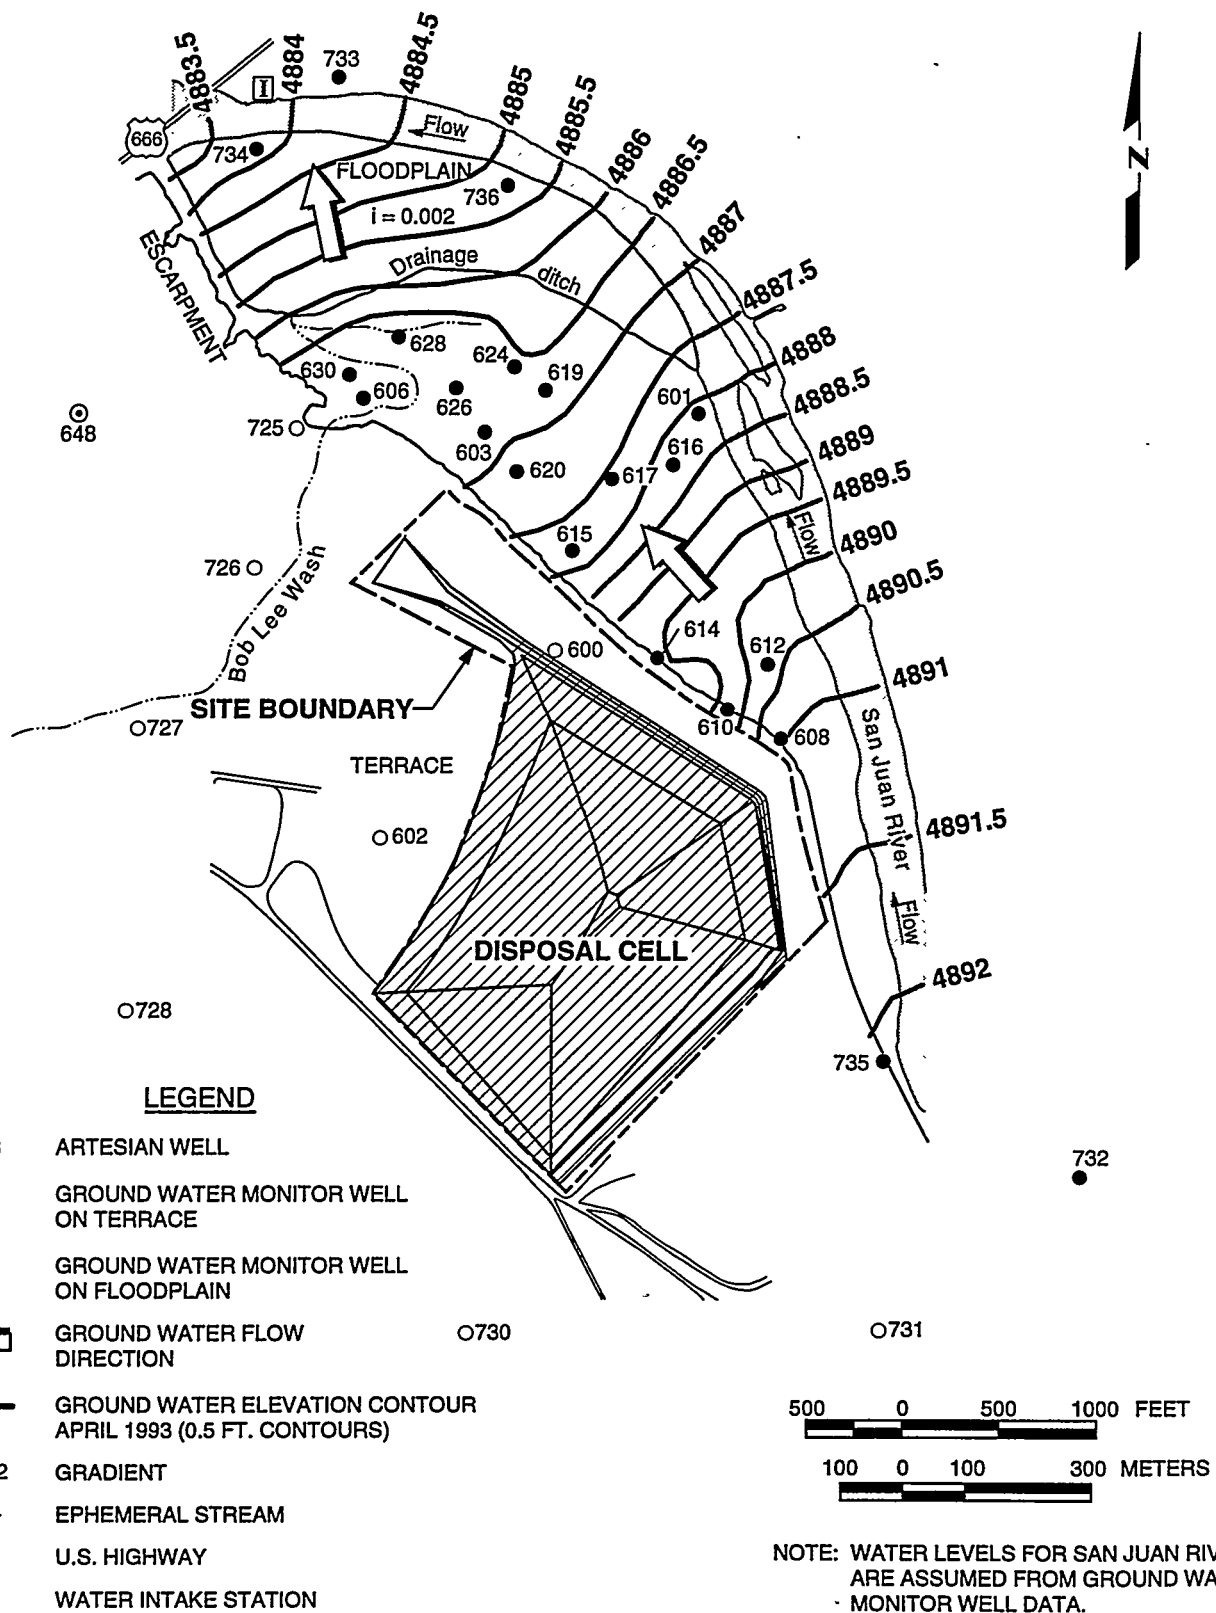 4883.5
4884
4884.5
4885
4885.5
4886
4886.5
4887
4887.5
4888
4888.5
4889
4889.5
4890
4890.5
4891
4891.5
4892
733
I
666
734
Flow
FLOODPLAIN
736
i = 0.002
N
ESCARPMENT
Drainage
ditch
628
624
619
630
606
626
601
648
725
603
616
620
617
615
Flow
726
Bob Lee Wash
614
600
612
SITE BOUNDARY
610
608
727
TERRACE
San Juan River
602
Flow
DISPOSAL CELL
728
735
732
730
731
LEGEND
ARTESIAN WELL
GROUND WATER MONITOR WELL
ON TERRACE
GROUND WATER MONITOR WELL
ON FLOODPLAIN
GROUND WATER FLOW
DIRECTION
GROUND WATER ELEVATION CONTOUR
APRIL 1993 (0.5 FT. CONTOURS)
2 GRADIENT
EPHEMERAL STREAM
U.S. HIGHWAY
WATER INTAKE STATION
500 0 500 1000 FEET
100 0 100 300 METERS
NOTE: WATER LEVELS FOR SAN JUAN RIV
ARE ASSUMED FROM GROUND WA
MONITOR WELL DATA.